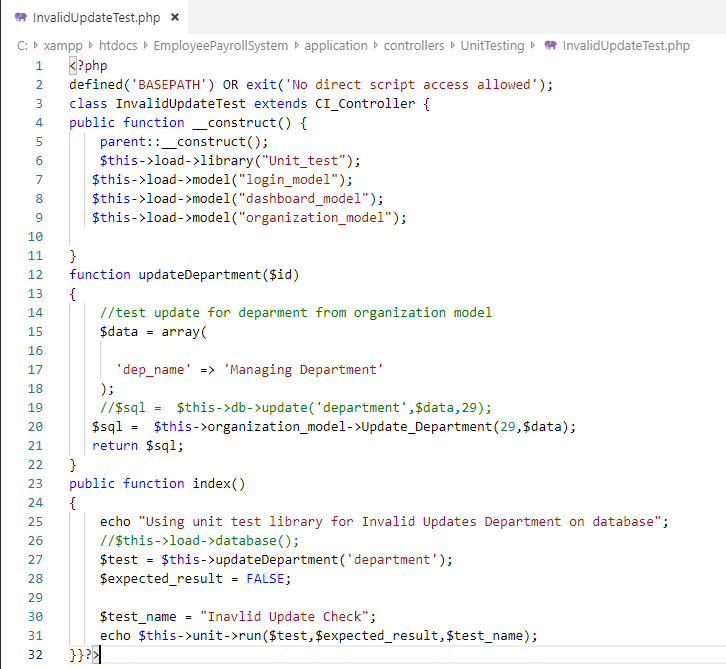 InvalidUpdateTest.php ×
C: > xampp > htdocs > EmployeePayrollSystem > application > controllers > UnitTesting > InvalidUpdateTest.php
1 <?php
2 defined('BASEPATH') OR exit('No direct script access allowed');
3 class InvalidUpdateTest extends CI_Controller {
4 public function __construct() {
5 parent::__construct();
6 $this->load->library("Unit_test");
7 $this->load->model("login_model");
8 $this->load->model("dashboard_model");
9 $this->load->model("organization_model");
10
11 }
12 function updateDepartment($id)
13 {
14 //test update for deparment from organization model
15 $data = array(
16
17 'dep_name' => 'Managing Department'
18 );
19 //$sql =  $this->db->update('department',$data,29);
20 $sql =  $this->organization_model->Update_Department(29,$data);
21 return $sql;
22 }
23 public function index()
24 {
25 echo "Using unit test library for Invalid Updates Department on database";
26 //$this->load->database();
27 $test = $this->updateDepartment('department');
28 $expected_result = FALSE;
29
30 $test_name = "Inavlid Update Check";
31 echo $this->unit->run($test,$expected_result,$test_name);
32 }}?>